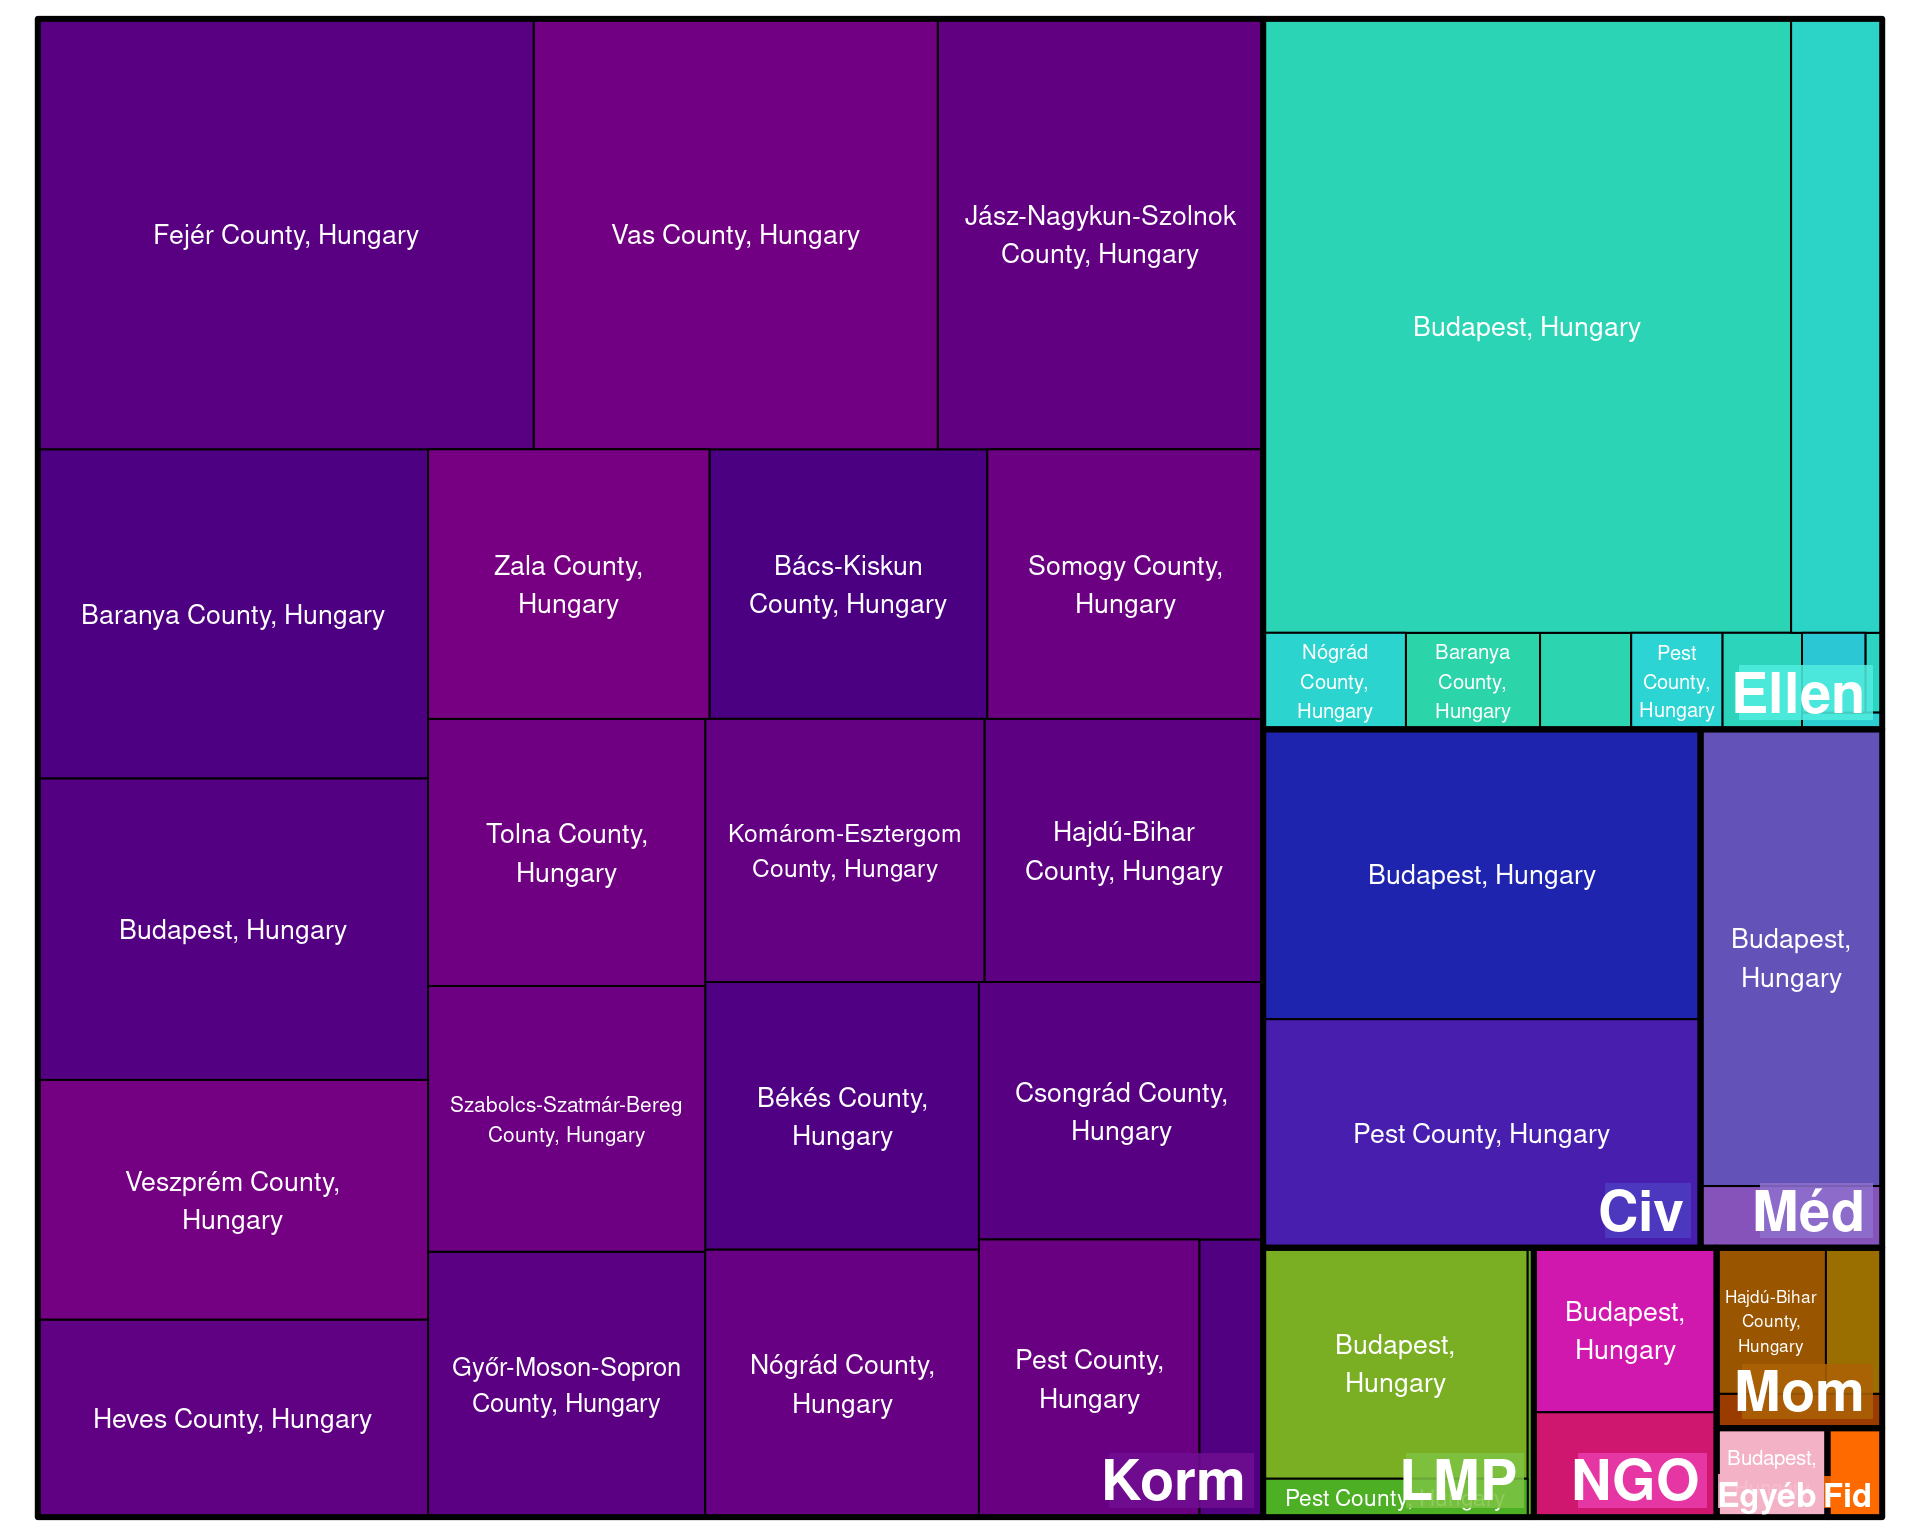 Fejér County, Hungary
Vas County, Hungary
Jász-Nagykun-Szolnok
County, Hungary
Baranya County, Hungary
Zala County,
Hungary
Bács-Kiskun
County, Hungary
Somogy County,
Hungary
Budapest, Hungary
Tolna County,
Hungary
Komárom-Esztergom
County, Hungary
Hajdú-Bihar
County, Hungary
Veszprém County,
Hungary
Szabolcs-Szatmár-Bereg
County, Hungary
Békés County,
Hungary
Csongrád County,
Hungary
Heves County, Hungary
Győr-Moson-Sopron
County, Hungary
Nógrád County,
Hungary
Pest County,
Hungary
Korm
Budapest, Hungary
Nógrád
County,
Hungary
Baranya
County,
Hungary
Pest
County,
Hungary
Ellen
Budapest, Hungary
Pest County, Hungary
Civ
Budapest,
Hungary
Méd
Budapest,
Hungary
Pest County, Hungary
LMP
Budapest,
Hungary
NGO
Hajdú-Bihar
County,
Hungary
Mom
Budapest,
Egyéb
Fid